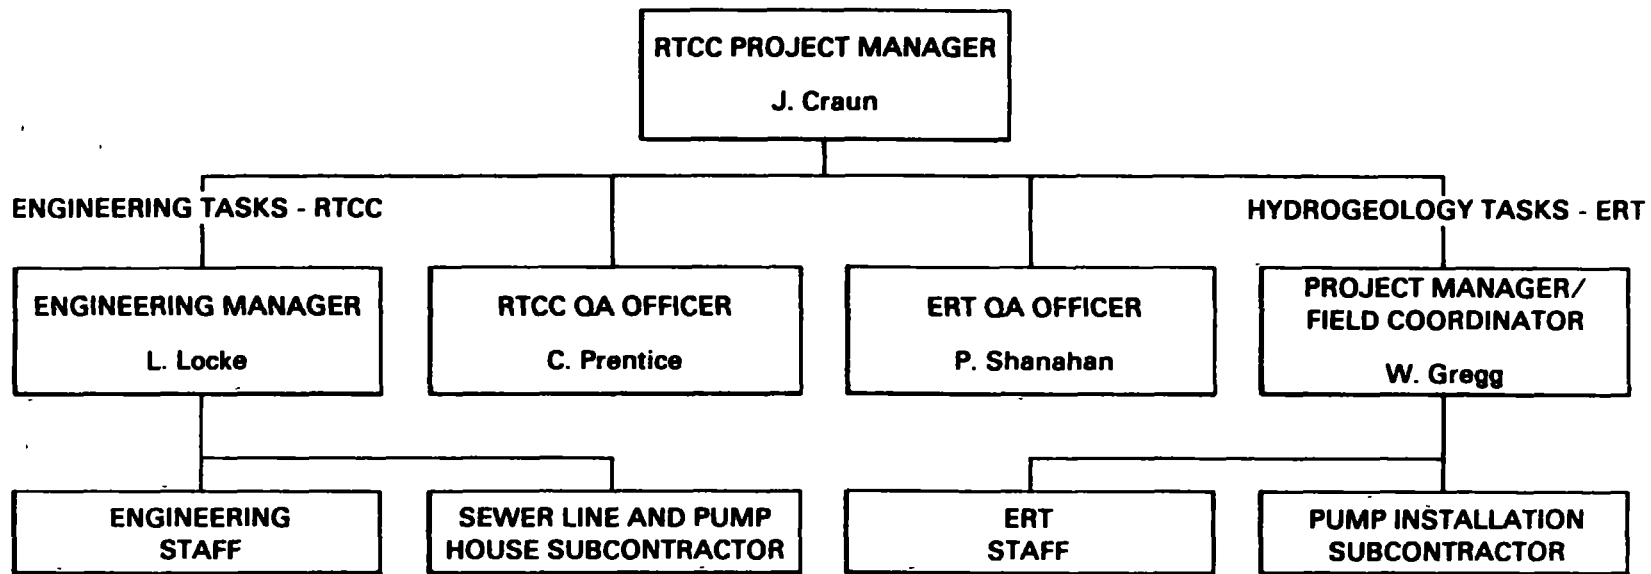 RTCC PROJECT MANAGER
J. Craun
ENGINEERING TASKS - RTCC
HYDROGEOLOGY TASKS - ERT
ENGINEERING MANAGER
L. Locke
RTCC QA OFFICER
C. Prentice
ERT QA OFFICER
P. Shanahan
PROJECT MANAGER/
FIELD COORDINATOR
W. Gregg
ENGINEERING
STAFF
SEWER LINE AND PUMP
HOUSE SUBCONTRACTOR
ERT
STAFF
PUMP INSTALLATION
SUBCONTRACTOR